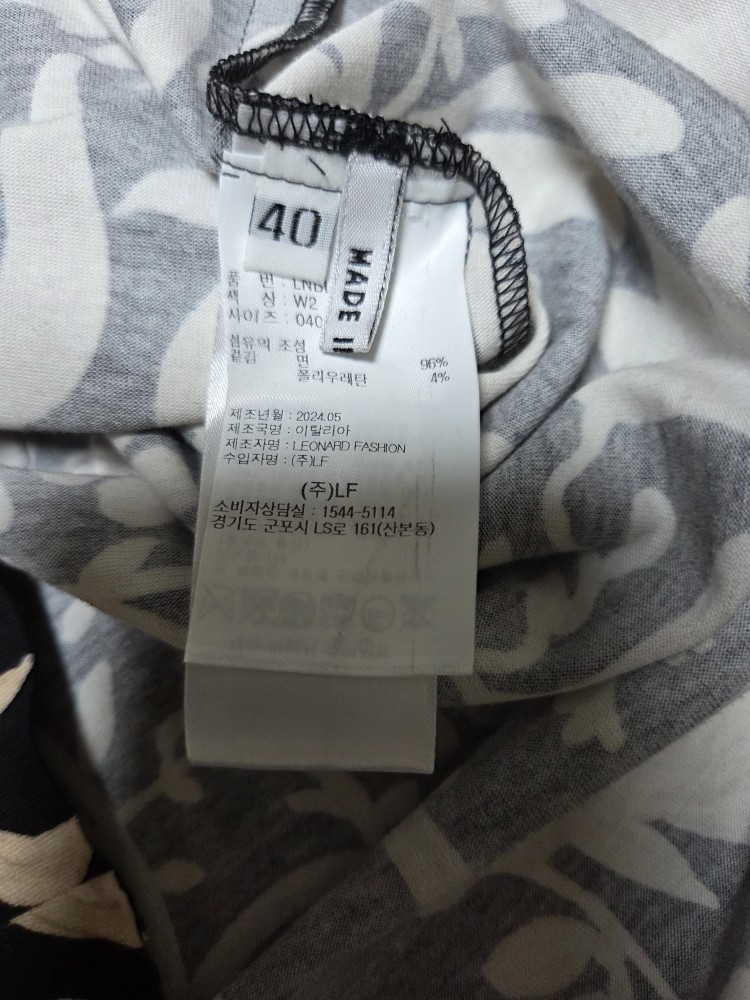 40
MADE I
품 번 : LNB
색 상 : W2
사이즈 : 040
섬유의 조성
겉감 면 96%
폴리우레탄 4%
제조년월 : 2024.05
제조국명 : 이탈리아
제조자명 : LEONARD FASHION
수입자명 : (주)LF
(주)LF
소비자상담실 : 1544-5114
경기도 군포시 LS로 161(산본동)